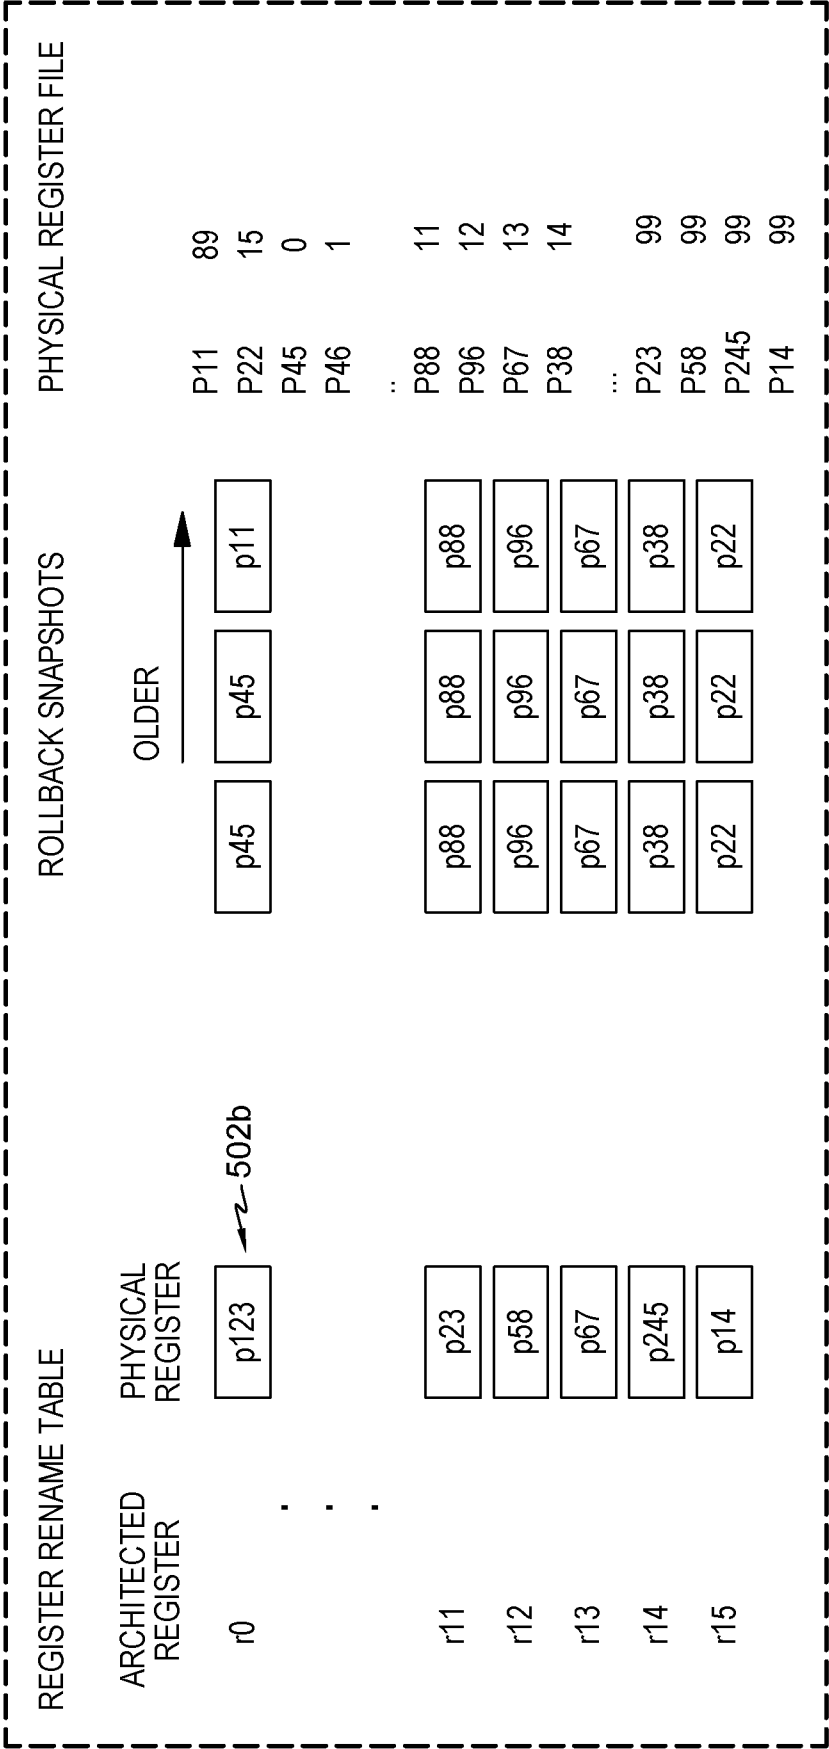 REGISTER RENAME TABLE
ROLLBACK SNAPSHOTS
PHYSICAL REGISTER FILE
ARCHITECTED
REGISTER
PHYSICAL
REGISTER
OLDER
r0
p123
502b
p45
p45
p11
. . .
r11
p23
p88
p88
p88
r12
p58
p96
p96
p96
r13
p67
p67
p67
p67
r14
p245
p38
p38
p38
r15
p14
p22
p22
p22
P11 89
P22 15
P45 0
P46 1
..
P88 11
P96 12
P67 13
P38 14
...
P23 99
P58 99
P245 99
P14 99